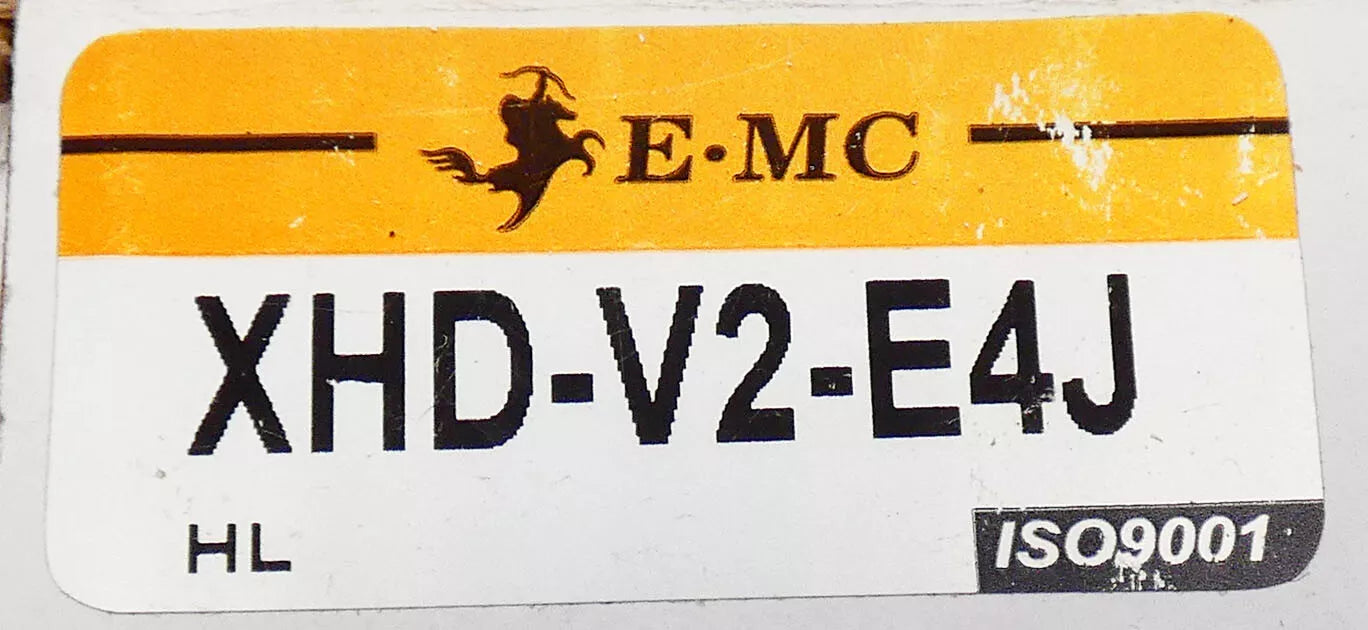 E·MC
XHD-V2-E4J
HL
ISO9001